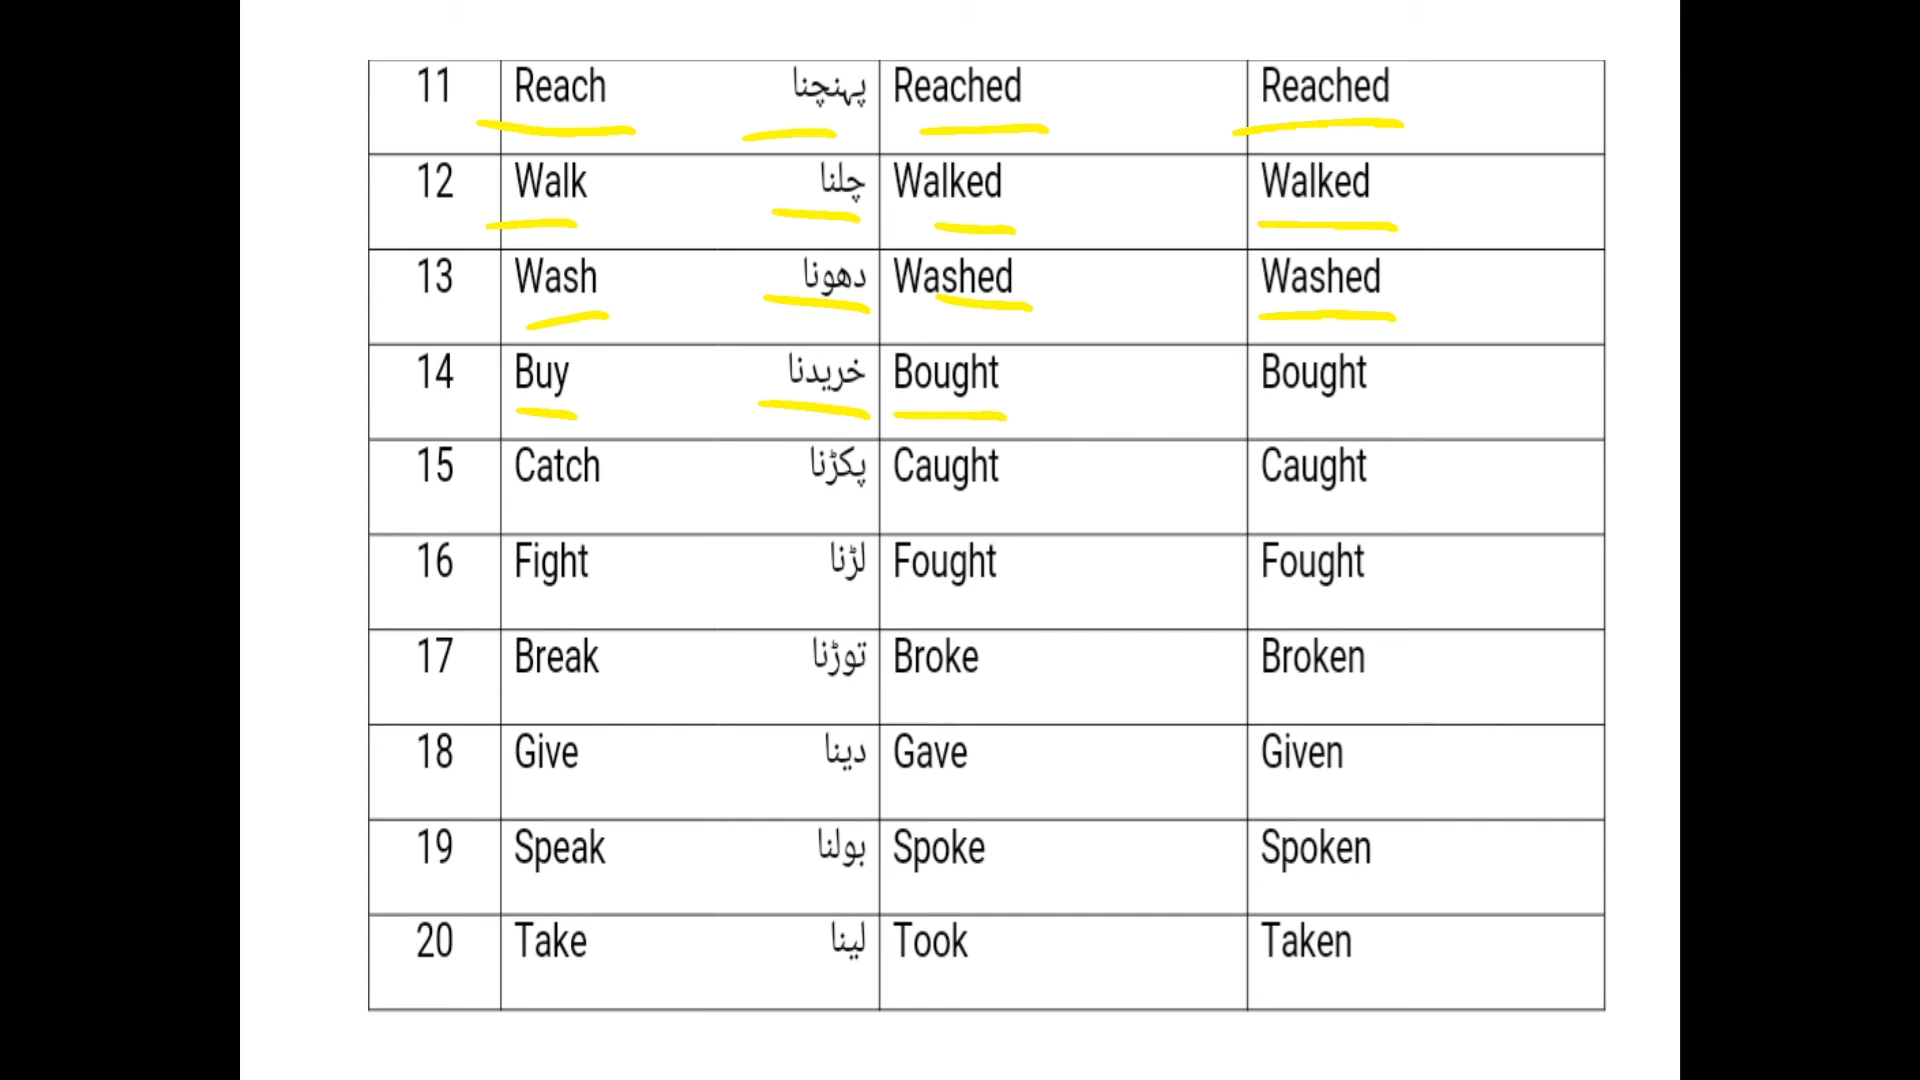 11 Reach پہنچنا Reached Reached
12 Walk چلنا Walked Walked
13 Wash دھونا Washed Washed
14 Buy خریدنا Bought Bought
15 Catch پکڑنا Caught Caught
16 Fight لڑنا Fought Fought
17 Break توڑنا Broke Broken
18 Give دینا Gave Given
19 Speak بولنا Spoke Spoken
20 Take لینا Took Taken